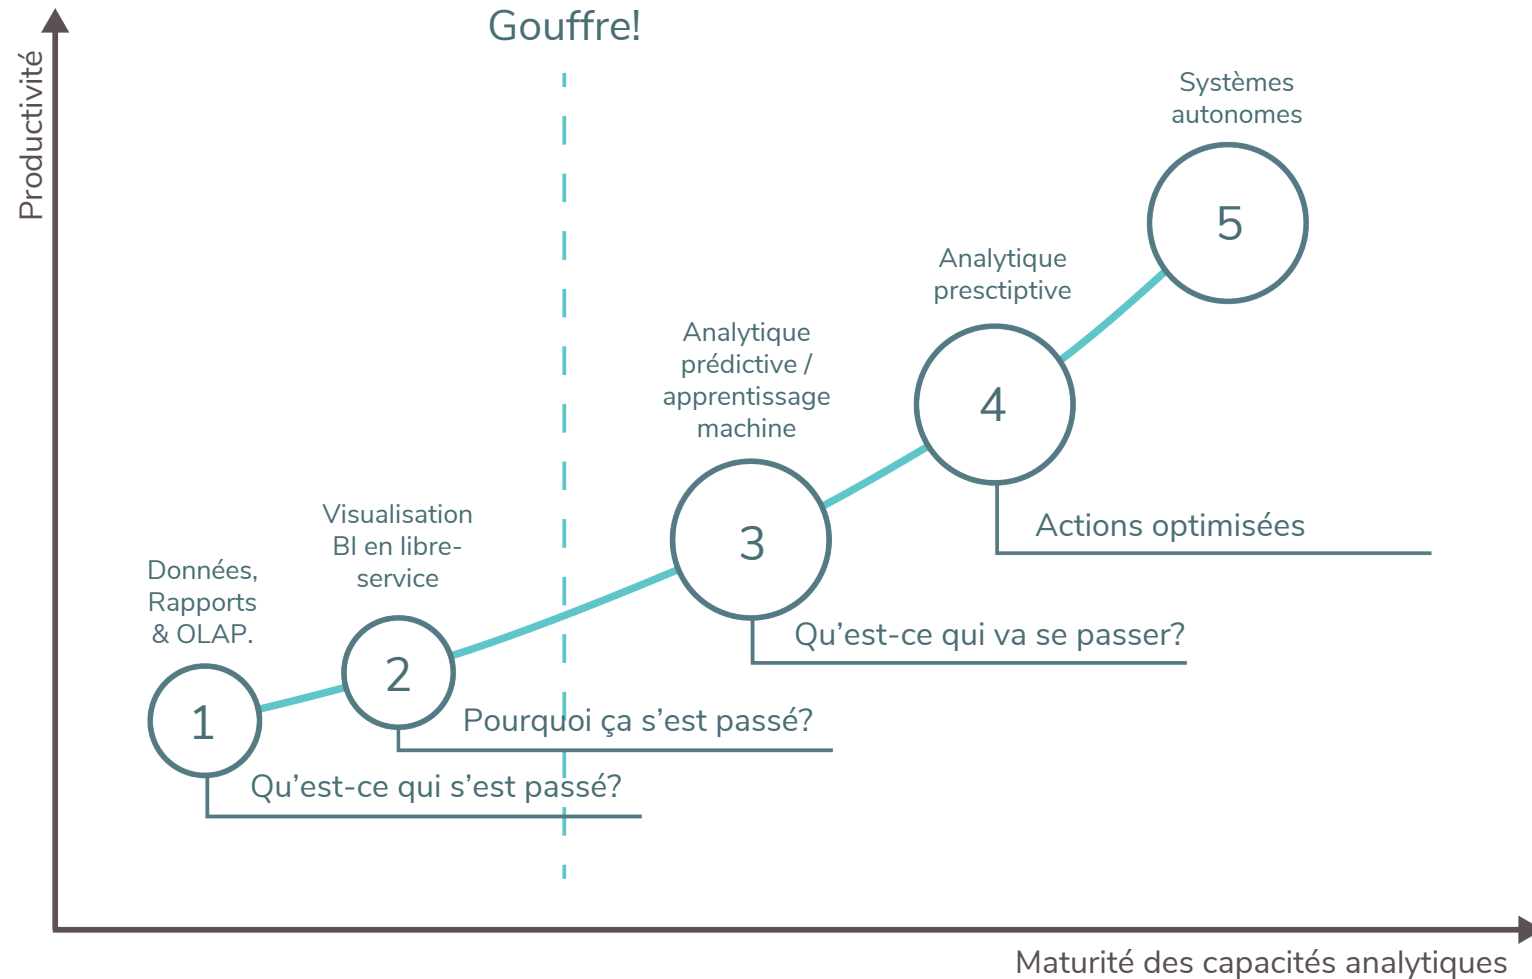 Gouffre!
Productivité
Systèmes
autonomes
5
Analytique
presctiptive
4
Actions optimisées
Analytique
prédictive /
apprentissage
machine
3
Qu’est-ce qui va se passer?
Visualisation
BI en libre-
service
2
Pourquoi ça s’est passé?
Données,
Rapports
& OLAP.
1
Qu’est-ce qui s’est passé?
Maturité des capacités analytiques